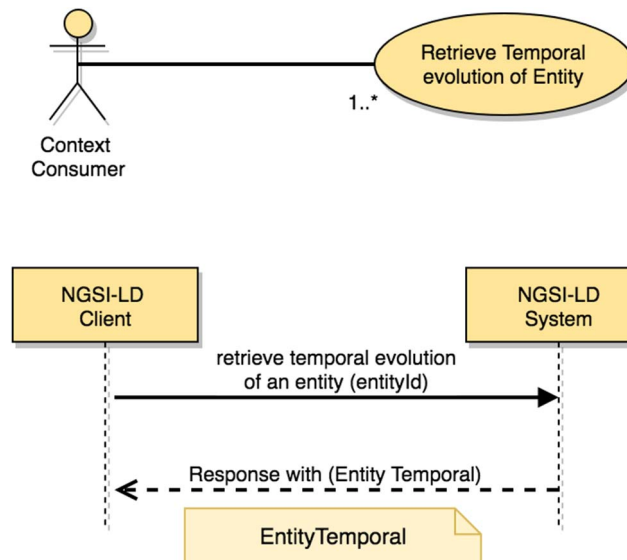 Retrieve Temporal
evolution of Entity
1..*
Context
Consumer
NGSI-LD
Client
NGSI-LD
System
retrieve temporal evolution
of an entity (entityId)
Response with (Entity Temporal)
EntityTemporal